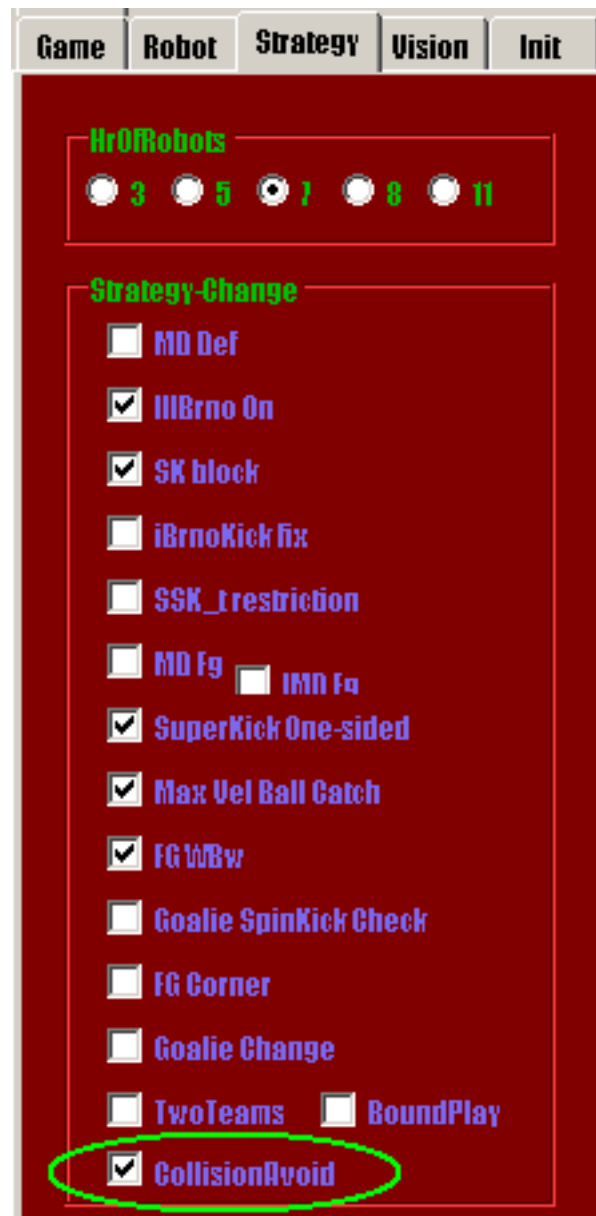 Game Robot Strategy Vision Init
NrOfRobots
3 5 7 8 11
Strategy-Change
MD Def
IIIBrno On
SK block
iBrnoKick fix
SSK_t restriction
MD Fg IMD Fg
SuperKick One-sided
Max Vel Ball Catch
FG WBw
Goalie SpinKick Check
FG Corner
Goalie Change
TwoTeams BoundPlay
CollisionAvoid